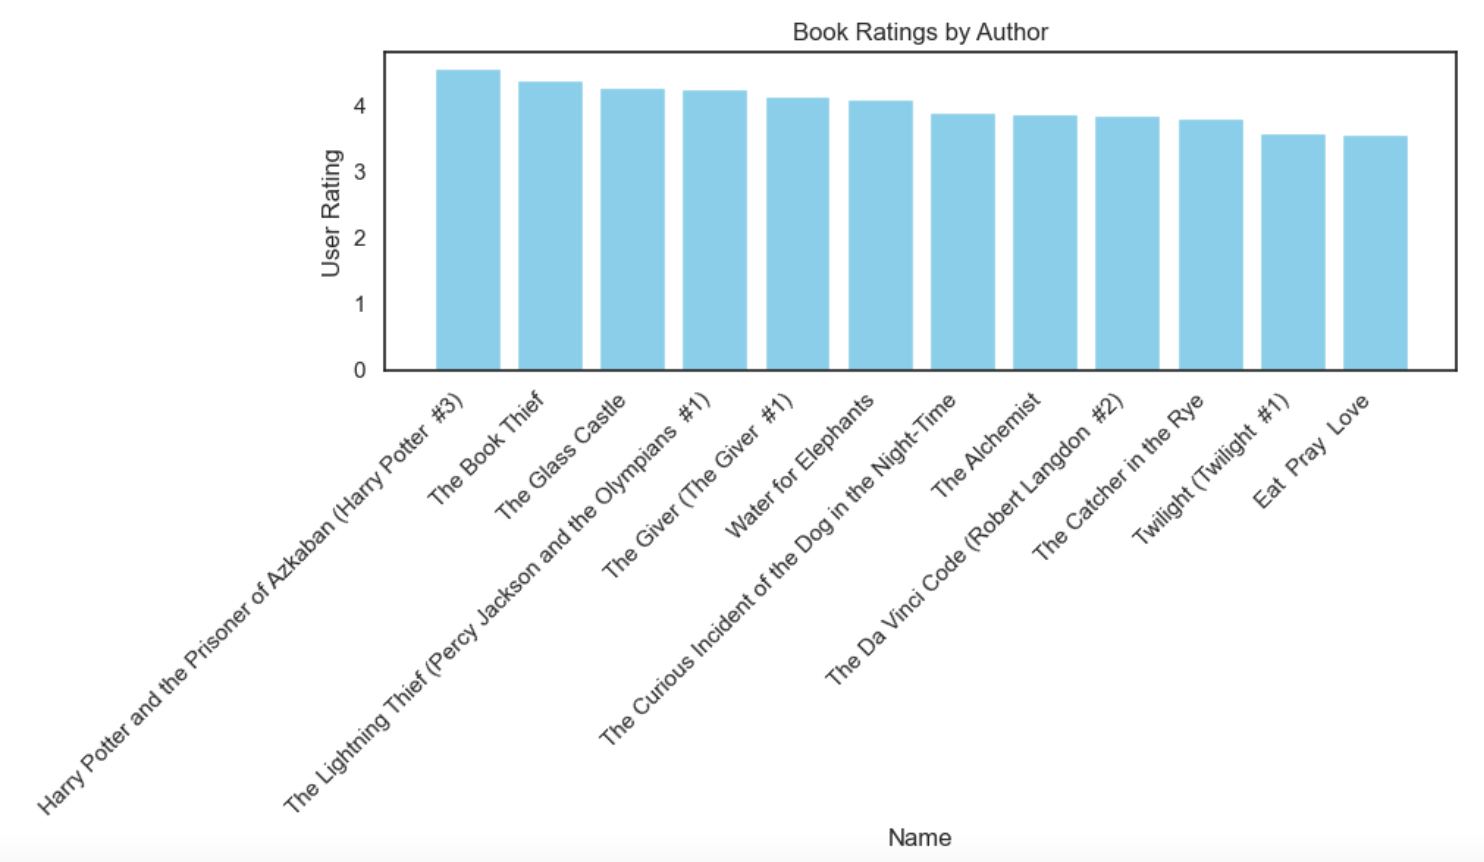 Book Ratings by Author
User Rating
4
3
2
1
0
Harry Potter and the Prisoner of Azkaban (Harry Potter  #3)
The Book Thief
The Glass Castle
The Lightning Thief (Percy Jackson and the Olympians  #1)
The Giver (The Giver  #1)
Water for Elephants
The Curious Incident of the Dog in the Night-Time
The Alchemist
The Da Vinci Code (Robert Langdon  #2)
The Catcher in the Rye
Twilight (Twilight  #1)
Eat  Pray  Love
Name